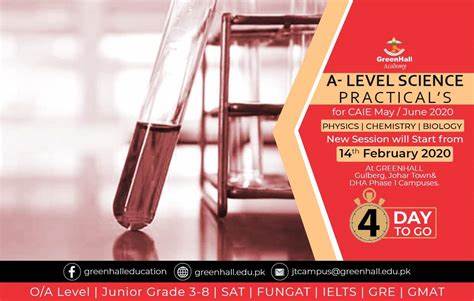 GreenHall
Academy
A- LEVEL SCIENCE
PRACTICAL'S
for CAIE May / June 2020
PHYSICS | CHEMISTRY | BIOLOGY
New Session will Start from
14th February 2020
At GREENHALL
Gulberg, Johar Town&
DHA Phase I Campuses.
4 DAY
TO GO
greenhalleducation
greenhall.edu.pk
jtcampus@greenhall.edu.pk
O/A Level | Junior Grade 3-8 | SAT | FUNGAT | IELTS | GRE | GMAT